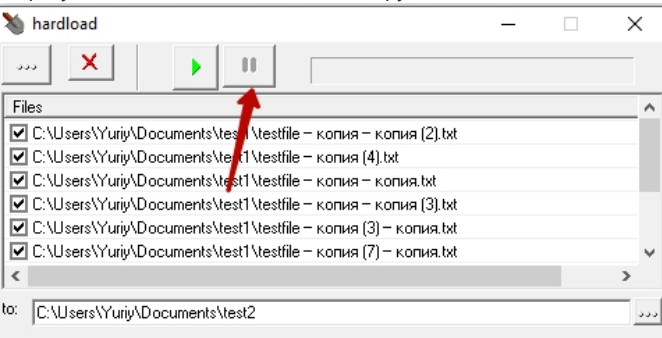 hardload
...
Files
C:\Users\Yuriy\Documents\test1\testfile – копия – копия (2).txt
C:\Users\Yuriy\Documents\test1\testfile – копия (4).txt
C:\Users\Yuriy\Documents\test1\testfile – копия – копия.txt
C:\Users\Yuriy\Documents\test1\testfile – копия – копия (3).txt
C:\Users\Yuriy\Documents\test1\testfile – копия (3) – копия.txt
C:\Users\Yuriy\Documents\test1\testfile – копия (7) – копия.txt
to: C:\Users\Yuriy\Documents\test2 ...